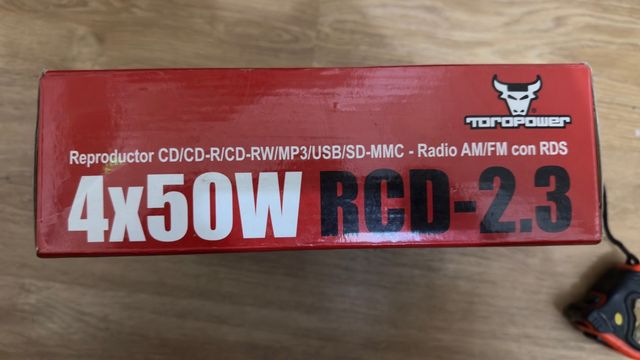 TOROPOWER
Reproductor CD/CD-R/CD-RW/MP3/USB/SD-MMC - Radio AM/FM con RDS
4x50W RCD-2.3